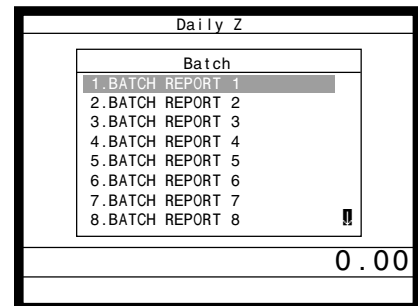 Daily Z
Batch
1.BATCH REPORT 1
2.BATCH REPORT 2
3.BATCH REPORT 3
4.BATCH REPORT 4
5.BATCH REPORT 5
6.BATCH REPORT 6
7.BATCH REPORT 7
8.BATCH REPORT 8
0.00